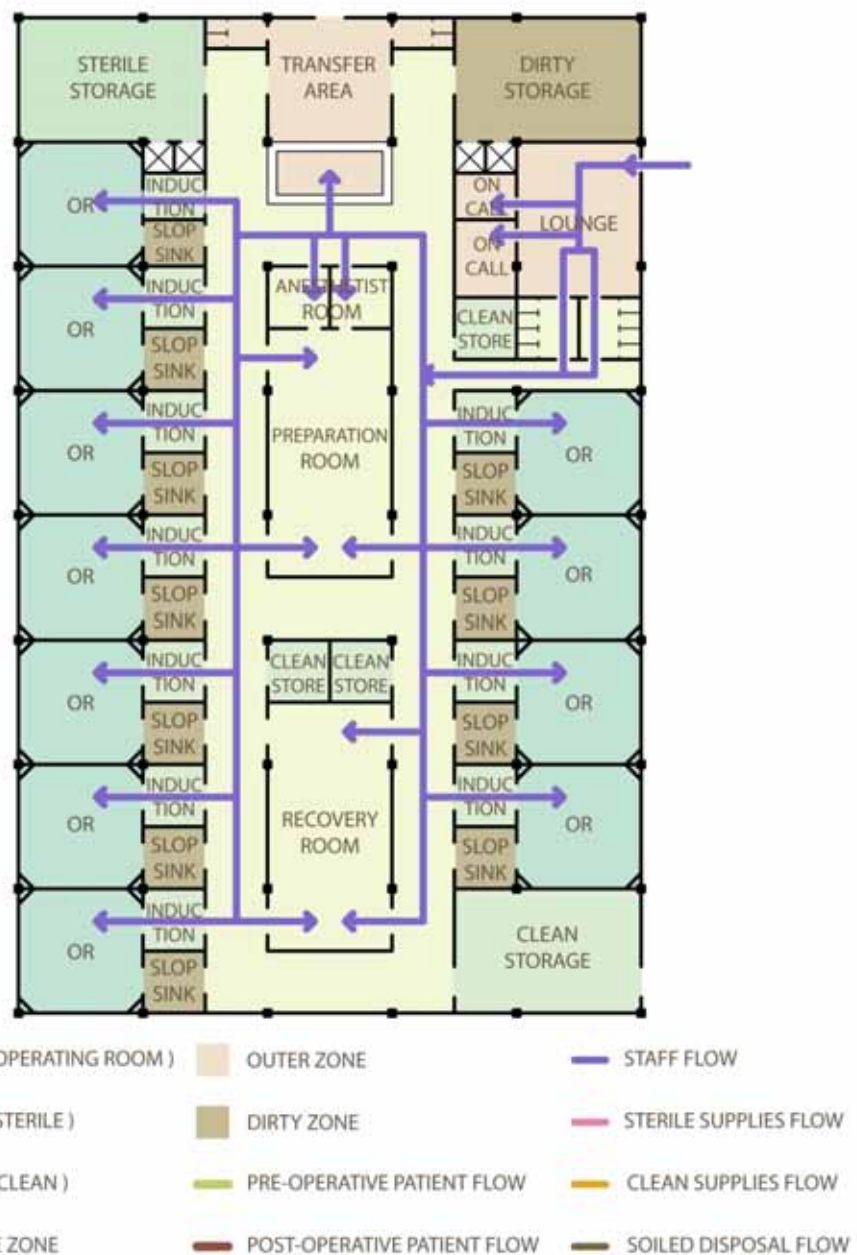 STERILE
STORAGE
TRANSFER
AREA
DIRTY
STORAGE
OR
INDUC
TION
SLOP
SINK
ON
CALL
LOUNGE
ON
CALL
OR
INDUC
TION
SLOP
SINK
ANESTHETIST
ROOM
CLEAN
STORE
OR
INDUC
TION
SLOP
SINK
PREPARATION
ROOM
INDUC
TION
SLOP
SINK
OR
OR
INDUC
TION
SLOP
SINK
INDUC
TION
SLOP
SINK
OR
OR
INDUC
TION
SLOP
SINK
CLEAN
STORE
CLEAN
STORE
INDUC
TION
SLOP
SINK
OR
OR
INDUC
TION
SLOP
SINK
RECOVERY
ROOM
INDUC
TION
SLOP
SINK
OR
OR
INDUC
TION
SLOP
SINK
CLEAN
STORAGE
OPERATING ROOM )
OUTER ZONE
STAFF FLOW
STERILE )
DIRTY ZONE
STERILE SUPPLIES FLOW
CLEAN )
PRE-OPERATIVE PATIENT FLOW
CLEAN SUPPLIES FLOW
ZONE
POST-OPERATIVE PATIENT FLOW
SOILED DISPOSAL FLOW